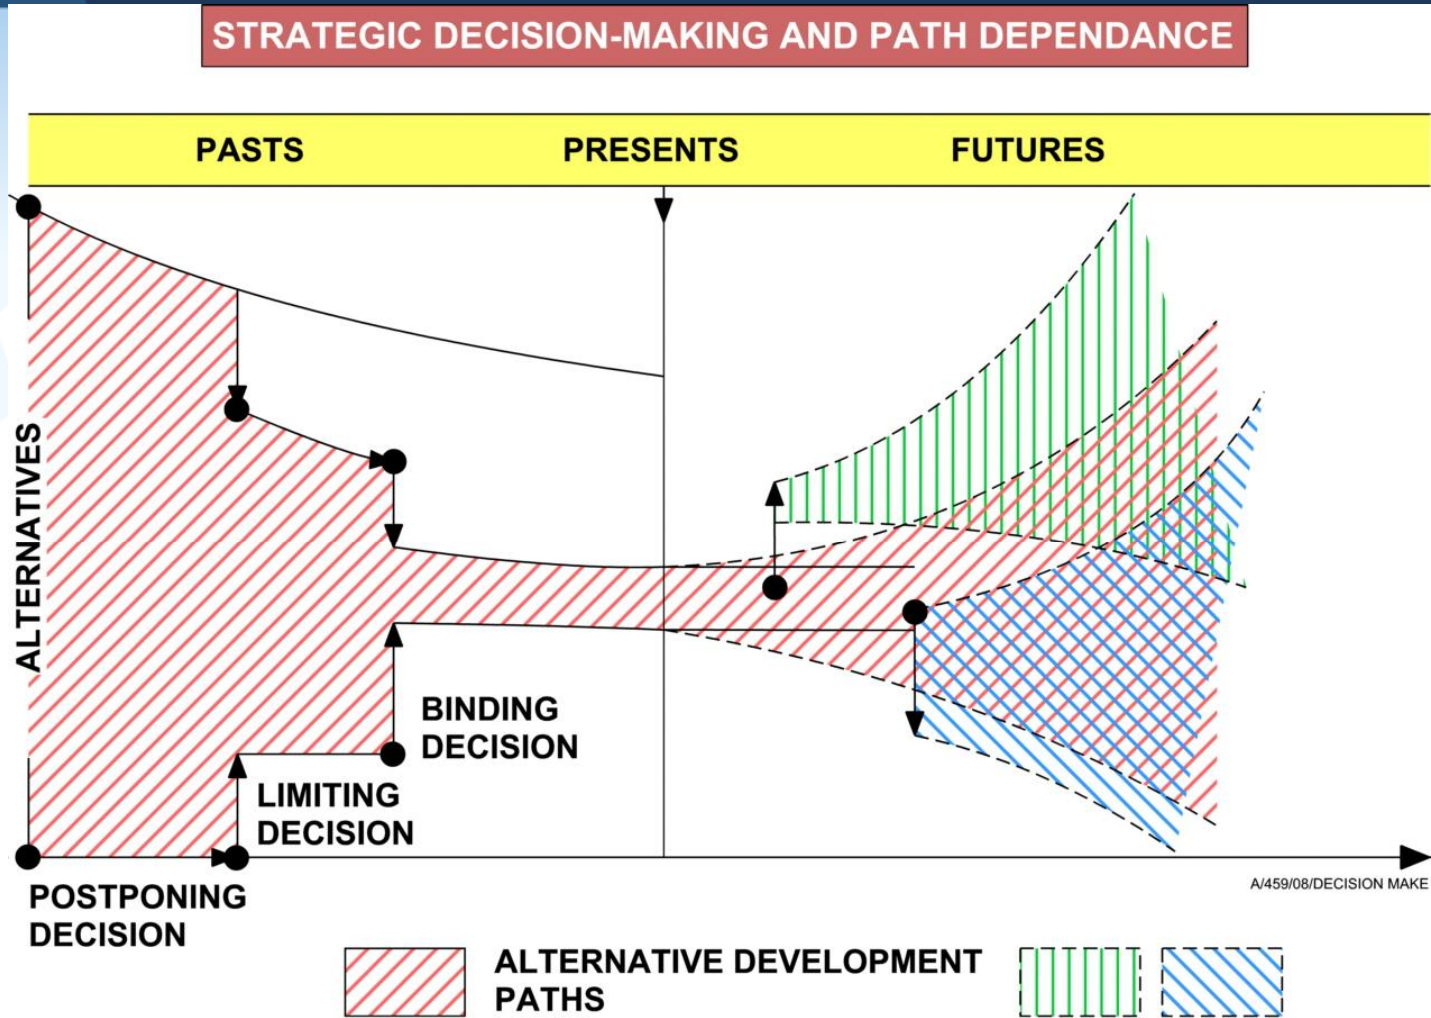 STRATEGIC DECISION-MAKING AND PATH DEPENDANCE
PASTS
PRESENTS
FUTURES
ALTERNATIVES
BINDING
DECISION
LIMITING
DECISION
POSTPONING
DECISION
A/459/08/DECISION MAKE
ALTERNATIVE DEVELOPMENT
PATHS